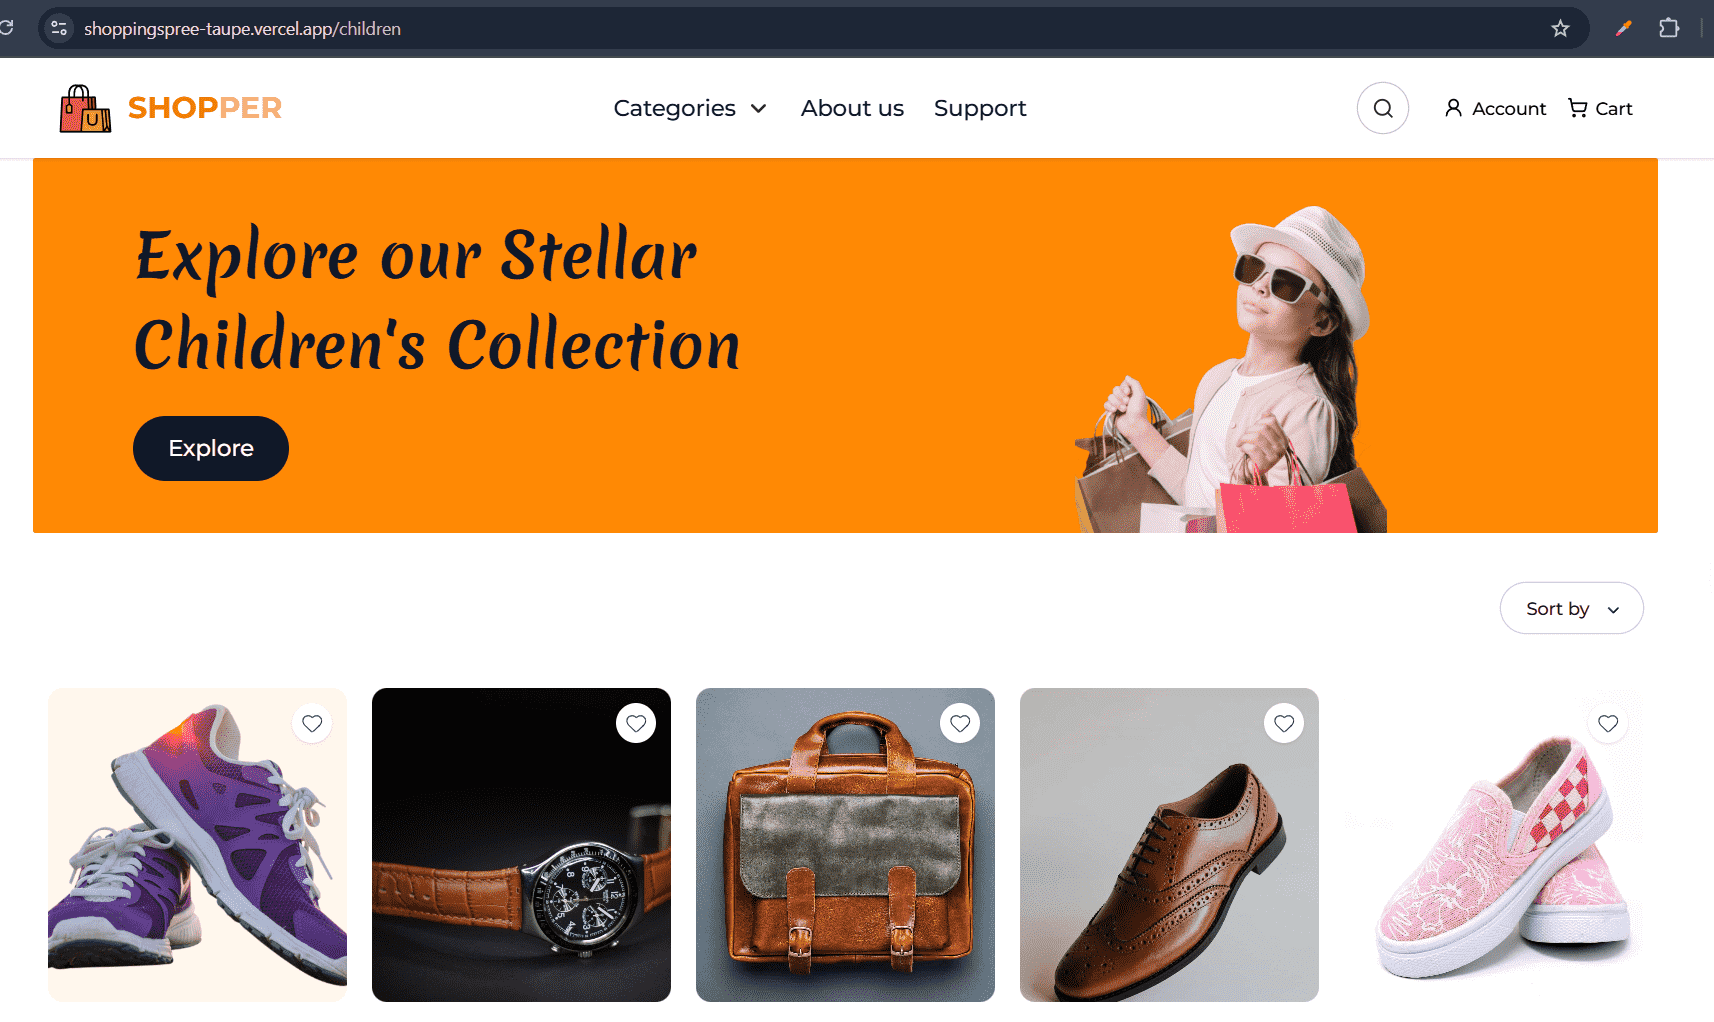 shoppingspree-taupe.vercel.app/children
SHOPPER
Categories
About us
Support
Account
Cart
Explore our Stellar
Children's Collection
Explore
Sort by